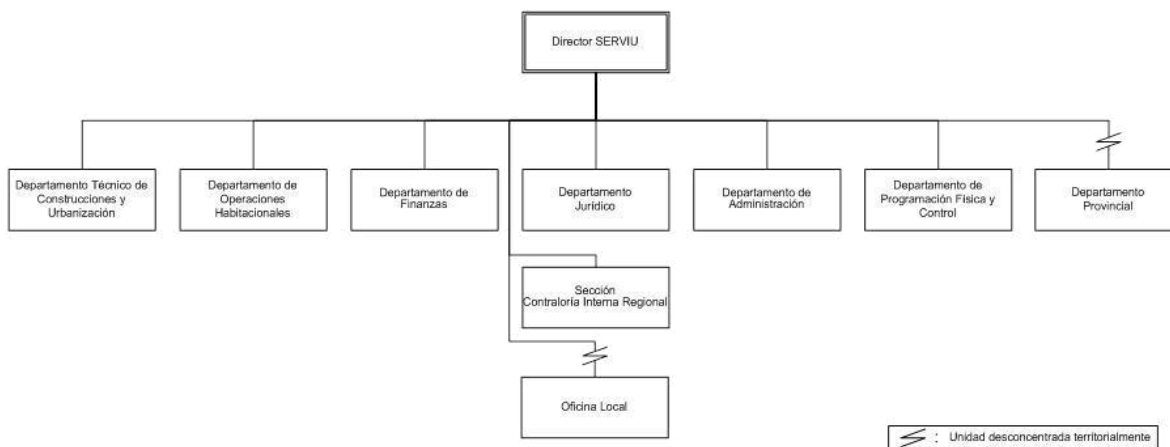 Director SERVIU
Departamento Técnico de
Construcciones y
Urbanización
Departamento de
Operaciones
Habitacionales
Departamento de
Finanzas
Departamento
Jurídico
Departamento de
Administración
Departamento de
Programación Física y
Control
Departamento
Provincial
Sección
Contraloría Interna Regional
Oficina Local
: Unidad desconcentrada territorialmente